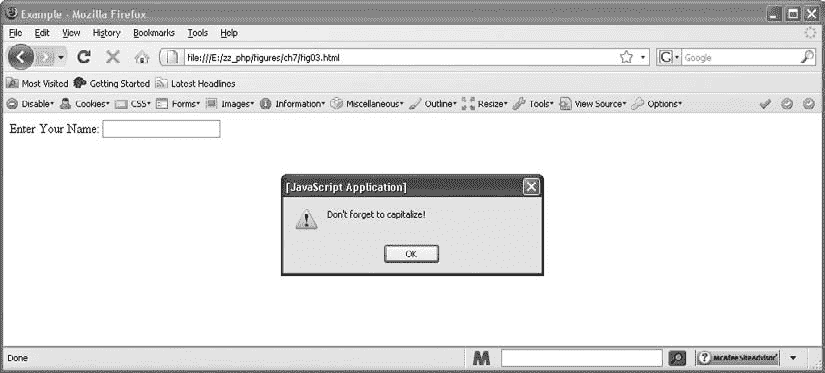 Example - Mozilla Firefox
File Edit View History Bookmarks Tools Help
file:///E:/zz_php/figures/ch7/fig03.html
G Google
Most Visited Getting Started Latest Headlines
Disable Cookies CSS Forms Images Information Miscellaneous Outline Resize Tools View Source Options
Enter Your Name:
[JavaScript Application]
Don't forget to capitalize!
OK
Done M McAfee SiteAdvisor